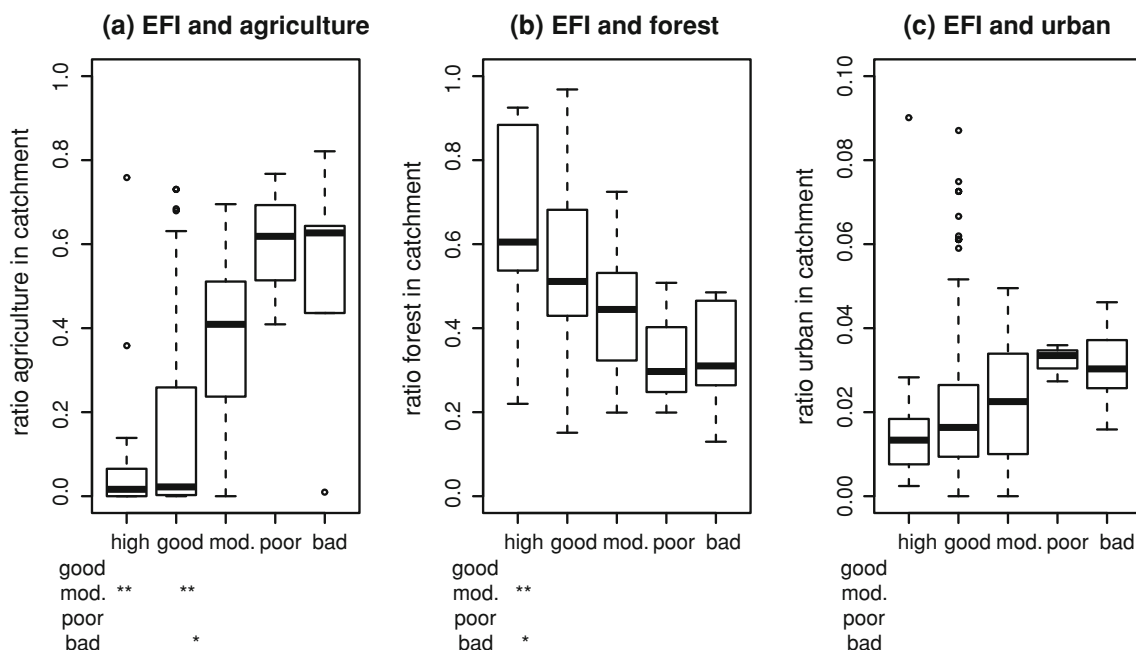 (a) EFI and agriculture
ratio agriculture in catchment
1.0
0.8
0.6
0.4
0.2
0.0
high good mod. poor bad
good
mod. ** **
poor
bad *
(b) EFI and forest
ratio forest in catchment
1.0
0.8
0.6
0.4
0.2
0.0
high good mod. poor bad
good
mod. **
poor
bad *
(c) EFI and urban
ratio urban in catchment
0.10
0.08
0.06
0.04
0.02
0.00
high good mod. poor bad
good
mod.
poor
bad